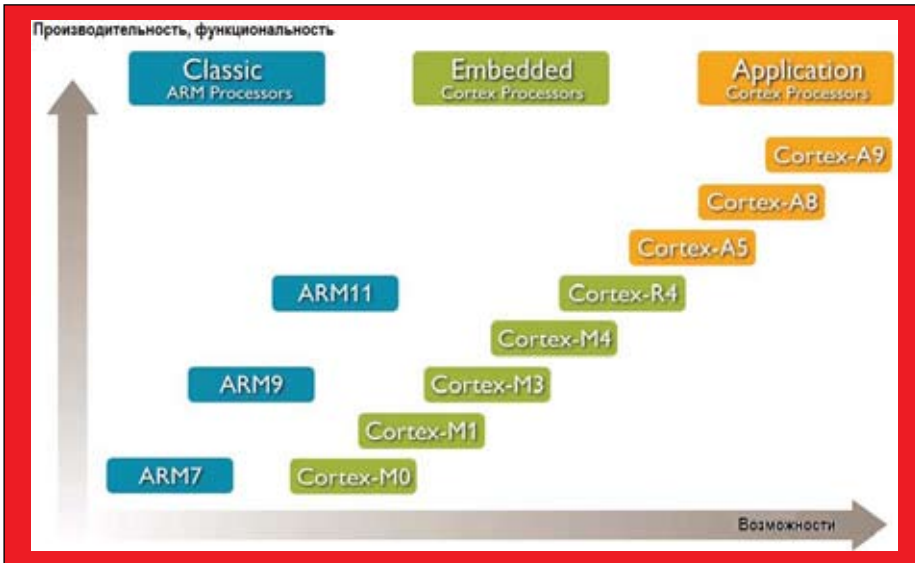 Производительность, функциональность
Classic
ARM Processors
Embedded
Cortex Processors
Application
Cortex Processors
Cortex-A9
Cortex-A8
Cortex-A5
ARM11
Cortex-R4
Cortex-M4
ARM9
Cortex-M3
Cortex-M1
ARM7
Cortex-M0
Возможности